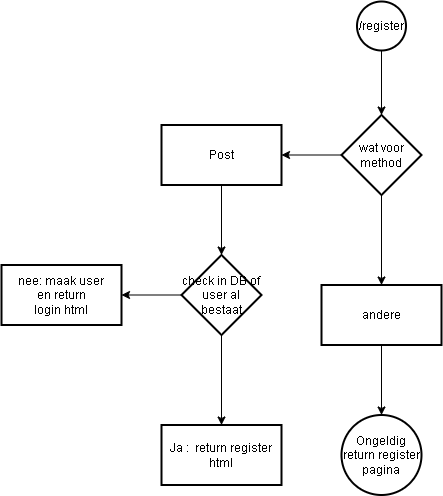 /register
wat voor
method
Post
check in DB of
user al
bestaat
nee: maak user
en return
login html
andere
Ja : return register
html
Ongeldig
return register
pagina